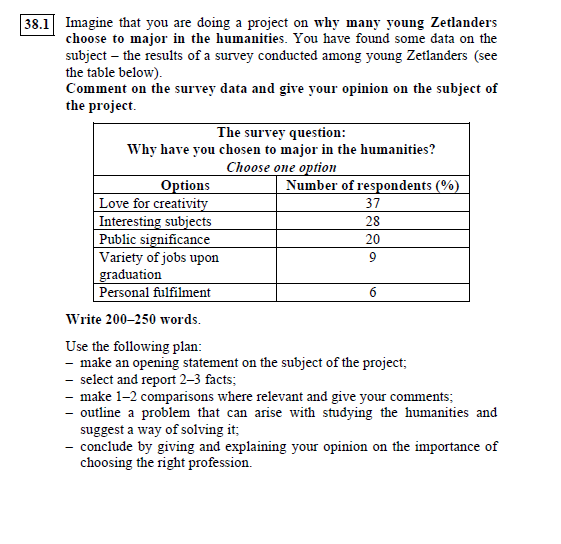 38.1 Imagine that you are doing a project on why many young Zetlanders
choose to major in the humanities. You have found some data on the
subject – the results of a survey conducted among young Zetlanders (see
the table below).
Comment on the survey data and give your opinion on the subject of
the project.
The survey question:
Why have you chosen to major in the humanities?
Choose one option
Options Number of respondents (%)
Love for creativity 37
Interesting subjects 28
Public significance 20
Variety of jobs upon 9
graduation
Personal fulfilment 6
Write 200–250 words.
Use the following plan:
– make an opening statement on the subject of the project;
– select and report 2–3 facts;
– make 1–2 comparisons where relevant and give your comments;
– outline a problem that can arise with studying the humanities and
suggest a way of solving it;
– conclude by giving and explaining your opinion on the importance of
choosing the right profession.